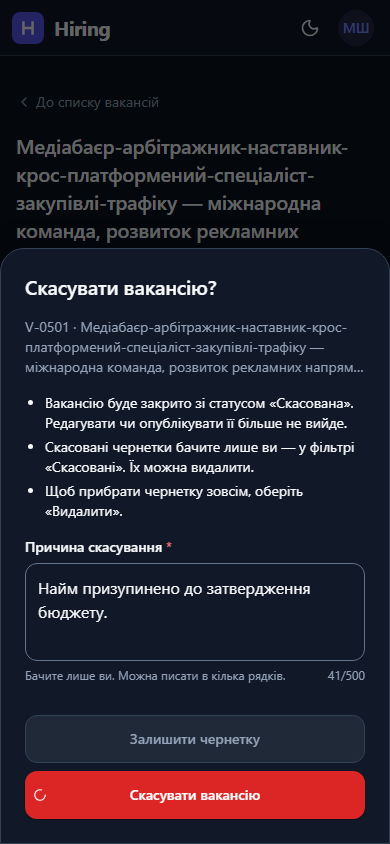 H Hiring МШ
До списку вакансій
Медіабаєр-арбітражник-наставник-
крос-платформений-спеціаліст-
закупівлі-трафіку — міжнародна
команда, розвиток рекламних
Скасувати вакансію?
V-0501 · Медіабаєр-арбітражник-наставник-крос-
платформений-спеціаліст-закупівлі-трафіку —
міжнародна команда, розвиток рекламних напрям...
• Вакансію буде закрито зі статусом «Скасована».
Редагувати чи опублікувати її більше не вийде.
• Скасовані чернетки бачите лише ви — у фільтрі
«Скасовані». Їх можна видалити.
• Щоб прибрати чернетку зовсім, оберіть
«Видалити».
Причина скасування *
Найм призупинено до затвердження
бюджету.
Бачите лише ви. Можна писати в кілька рядків. 41/500
Залишити чернетку
Скасувати вакансію